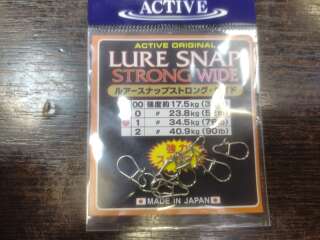 ACTIVE
ACTIVE ORIGINAL
LURE SNAP
STRONG WIDE
ルアースナップストロング・ワイド
00 強度約17.5kg
0 〃 23.8kg
1 〃 34.5kg
2 〃 40.9kg (90lb)
MADE IN JAPAN